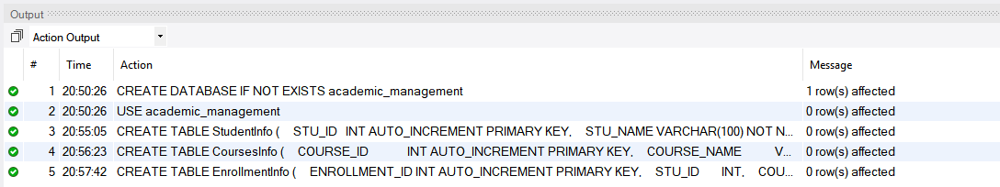 Output
Action Output
# Time Action Message
1 20:50:26 CREATE DATABASE IF NOT EXISTS academic_management 1 row(s) affected
2 20:50:26 USE academic_management 0 row(s) affected
3 20:55:05 CREATE TABLE StudentInfo ( STU_ID INT AUTO_INCREMENT PRIMARY KEY, STU_NAME VARCHAR(100) NOT N... 0 row(s) affected
4 20:56:23 CREATE TABLE CoursesInfo ( COURSE_ID INT AUTO_INCREMENT PRIMARY KEY, COURSE_NAME V... 0 row(s) affected
5 20:57:42 CREATE TABLE EnrollmentInfo ( ENROLLMENT_ID INT AUTO_INCREMENT PRIMARY KEY, STU_ID INT, COU... 0 row(s) affected